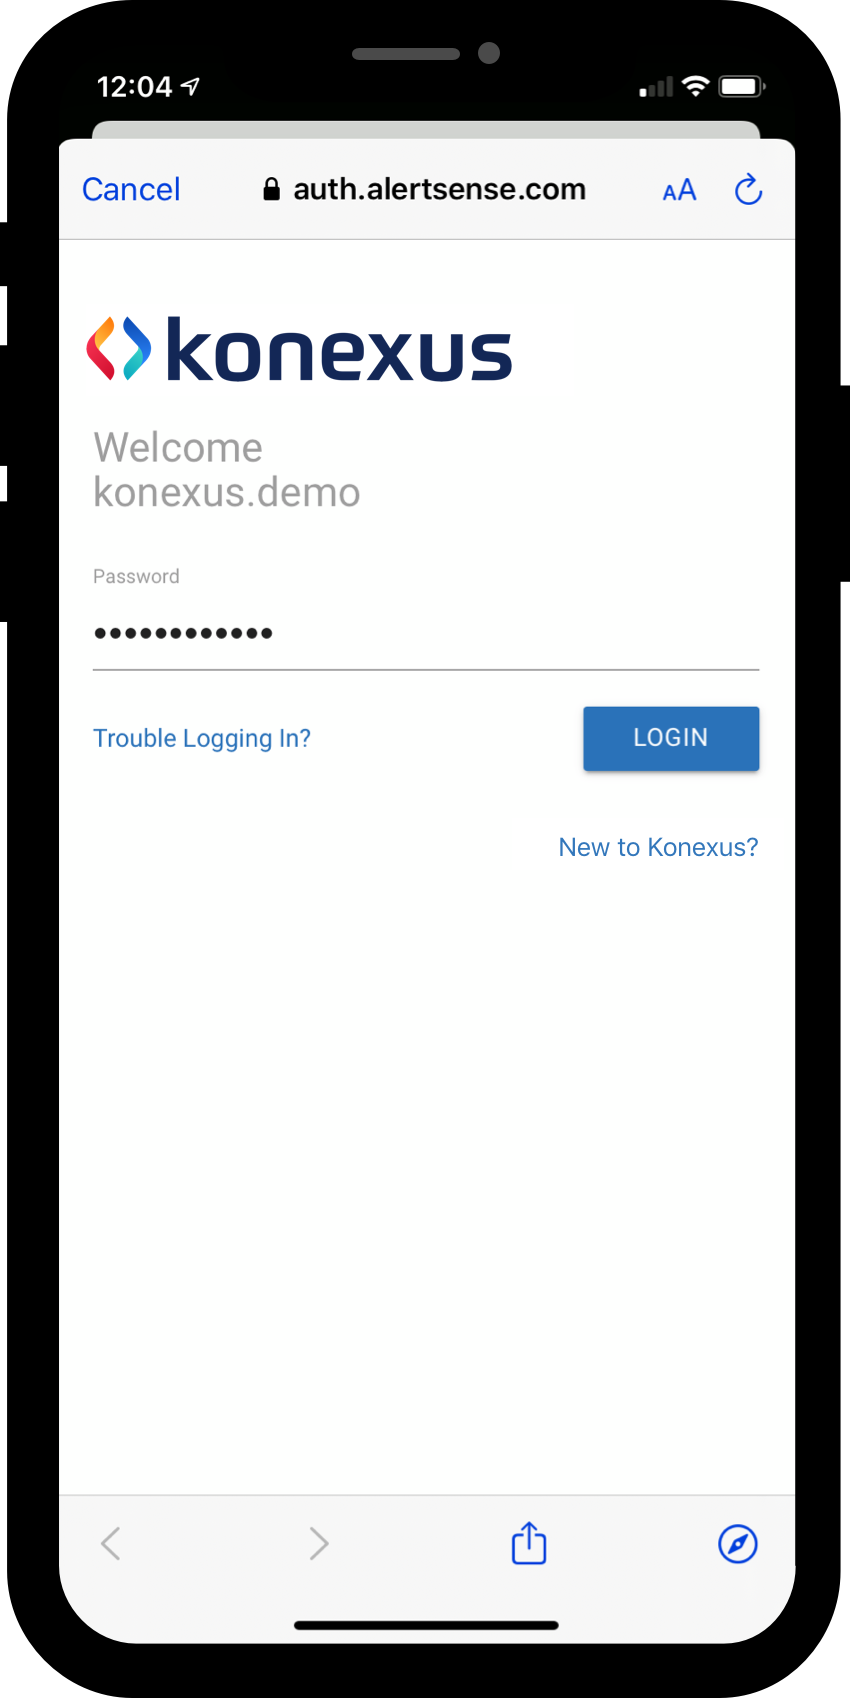 12:04
Cancel auth.alertsense.com AA
konexus
Welcome
konexus.demo
Password
••••••••••••
Trouble Logging In? LOGIN
New to Konexus?